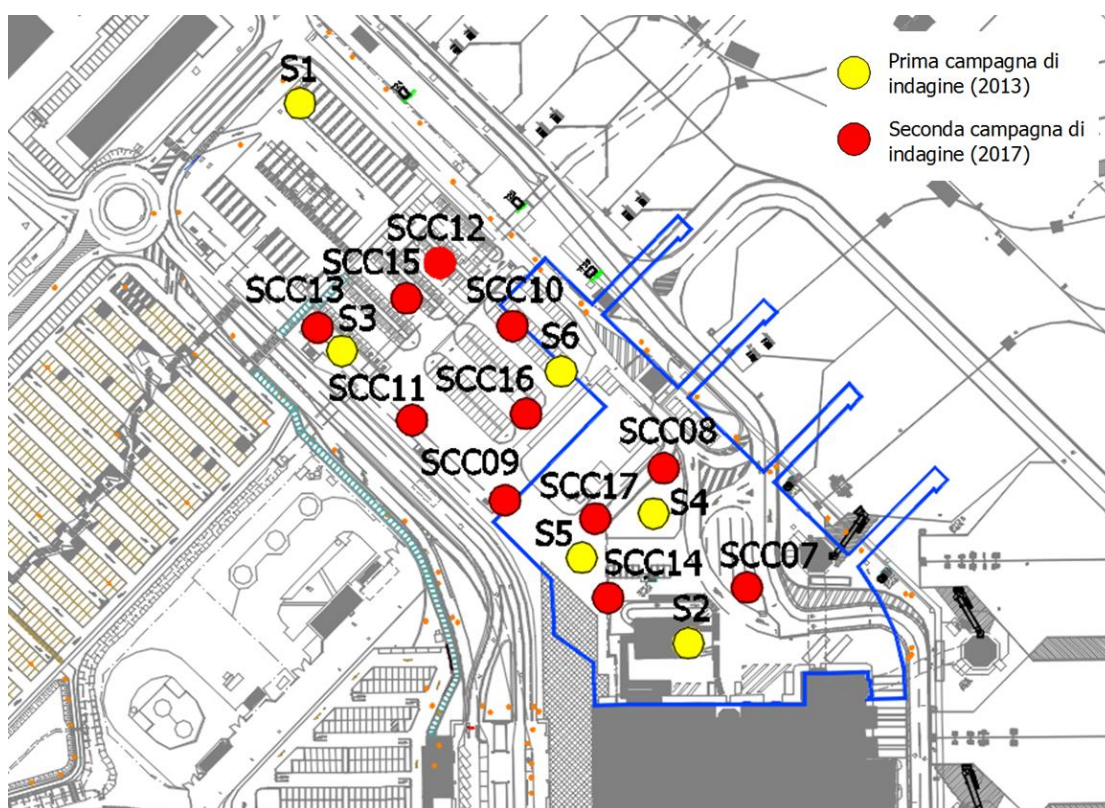 S1
Prima campagna di
indagine (2013)
Seconda campagna di
indagine (2017)
SCC12
SCC15
SCC13
SCC10
S3
S6
SCC11
SCC16
SCC08
SCC09
SCC17
S4
S5
SCC14
SCC07
S2